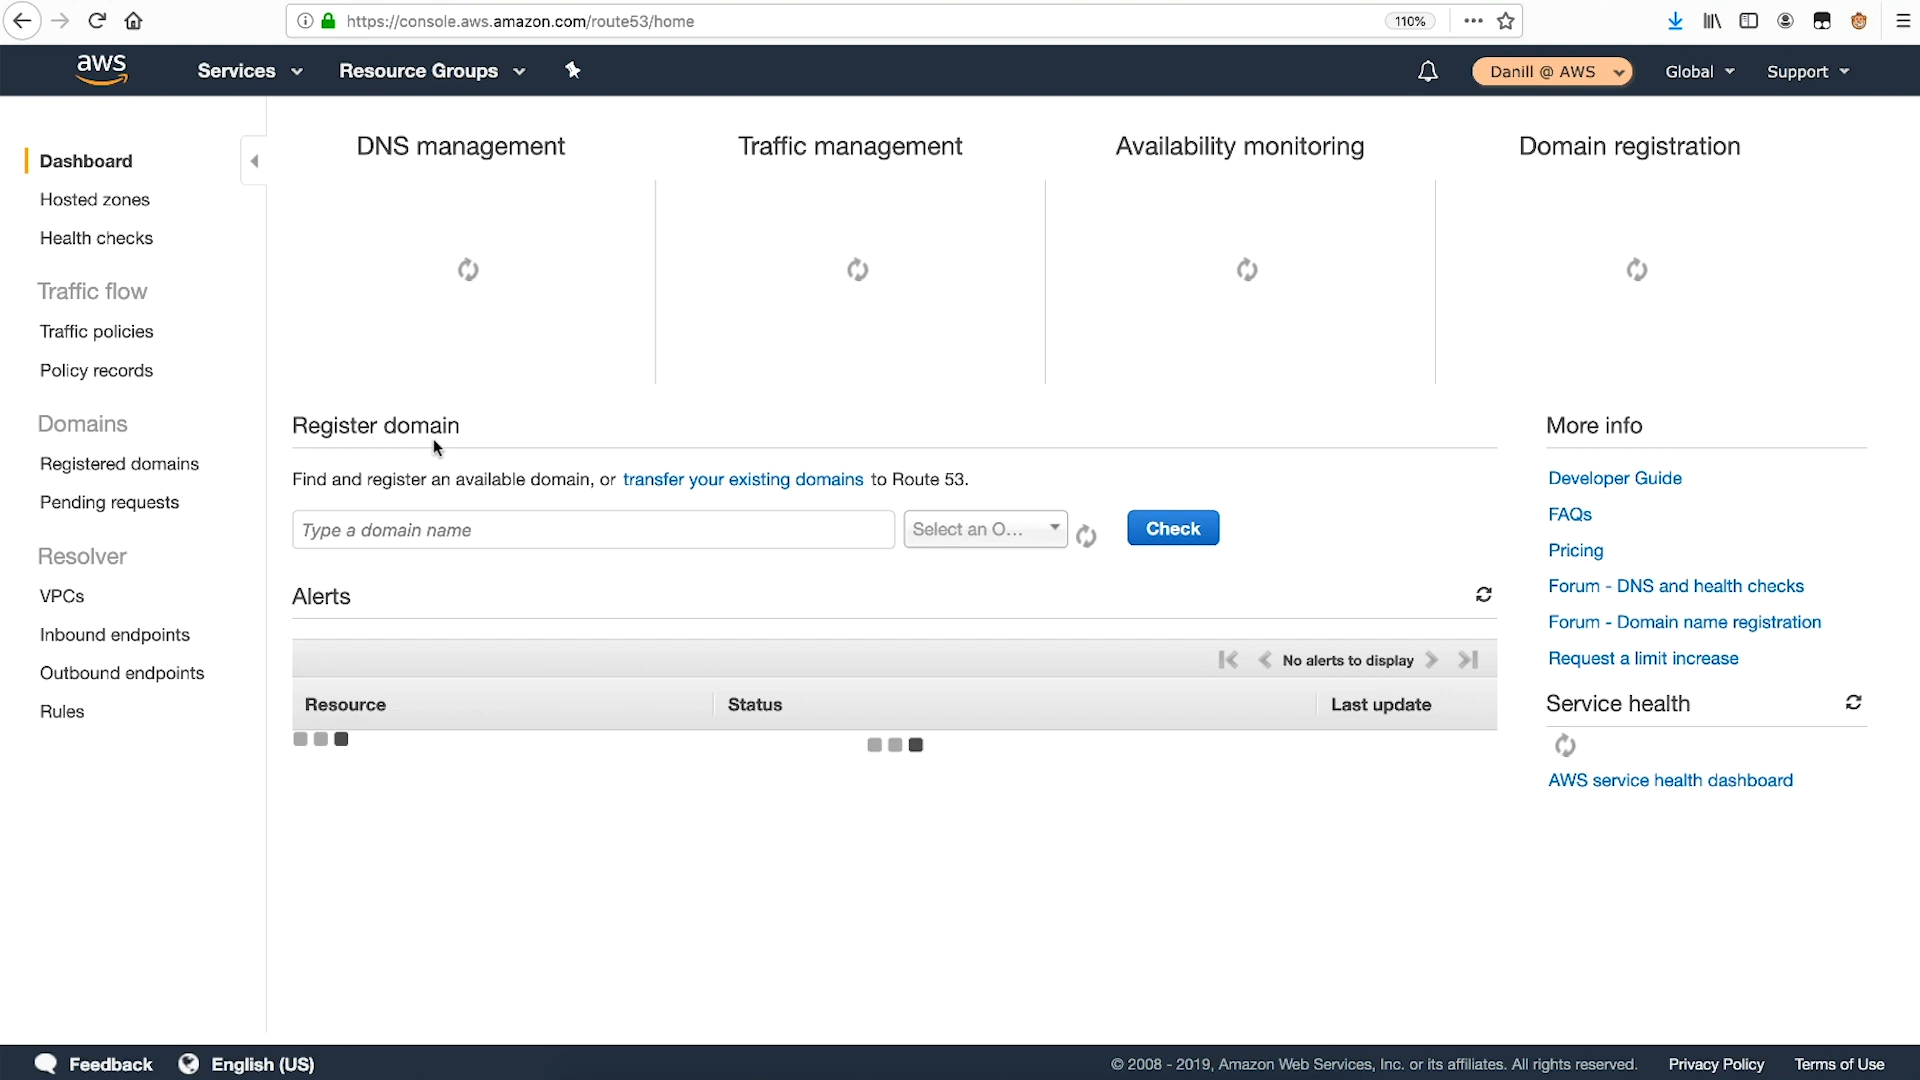 https://console.aws.amazon.com/route53/home
110%
aws
Services
Resource Groups
Danill @ AWS
Global
Support
Dashboard
Hosted zones
Health checks
Traffic flow
Traffic policies
Policy records
Domains
Registered domains
Pending requests
Resolver
VPCs
Inbound endpoints
Outbound endpoints
Rules
DNS management
Traffic management
Availability monitoring
Domain registration
Register domain
Find and register an available domain, or transfer your existing domains to Route 53.
Type a domain name
Select an O...
Check
Alerts
No alerts to display
Resource
Status
Last update
More info
Developer Guide
FAQs
Pricing
Forum - DNS and health checks
Forum - Domain name registration
Request a limit increase
Service health
AWS service health dashboard
Feedback
English (US)
© 2008 - 2019, Amazon Web Services, Inc. or its affiliates. All rights reserved.
Privacy Policy
Terms of Use